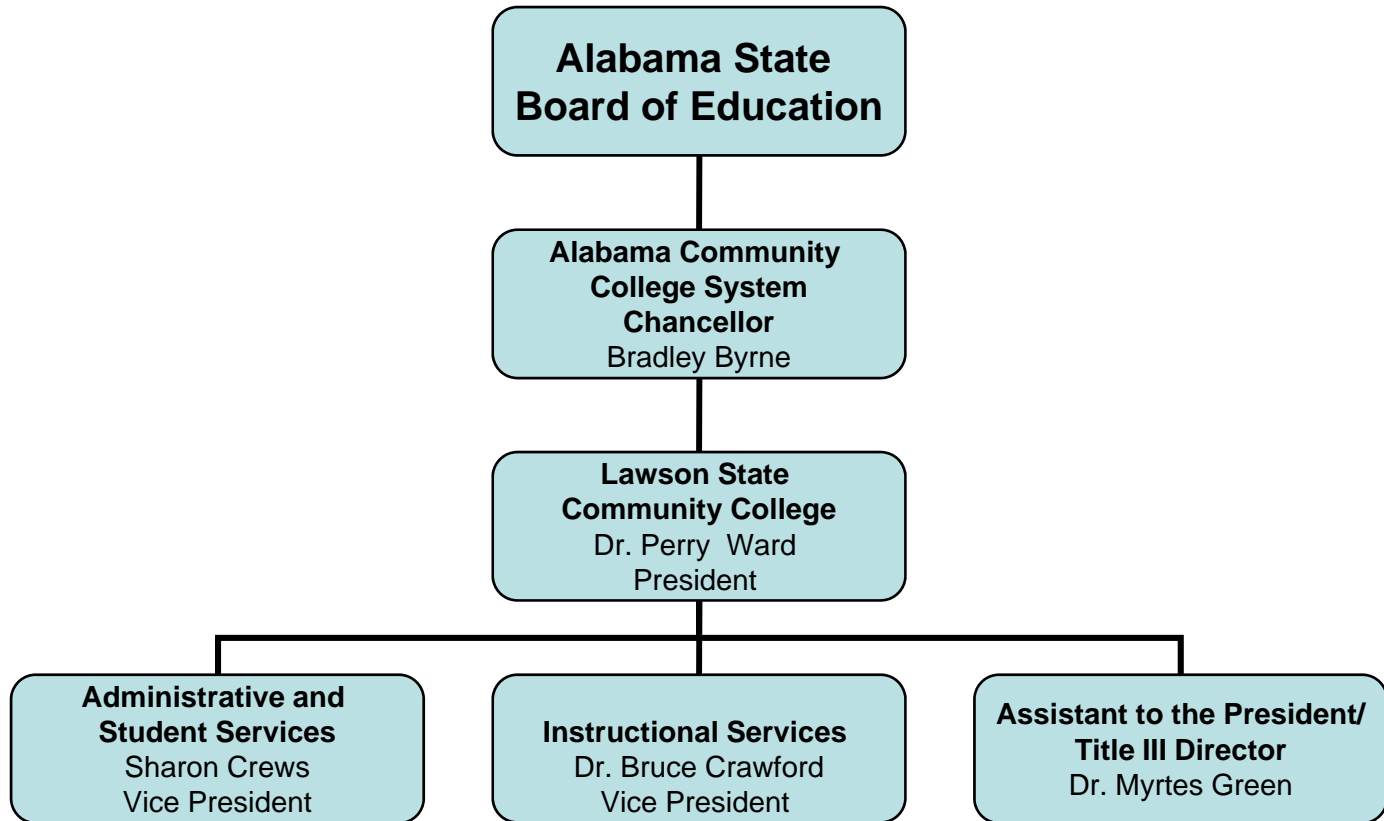 Alabama State
Board of Education
Alabama Community
College System
Chancellor
Bradley Byrne
Lawson State
Community College
Dr. Perry  Ward
President
Administrative and
Student Services
Sharon Crews
Vice President
Instructional Services
Dr. Bruce Crawford
Vice President
Assistant to the President/
Title III Director
Dr. Myrtes Green